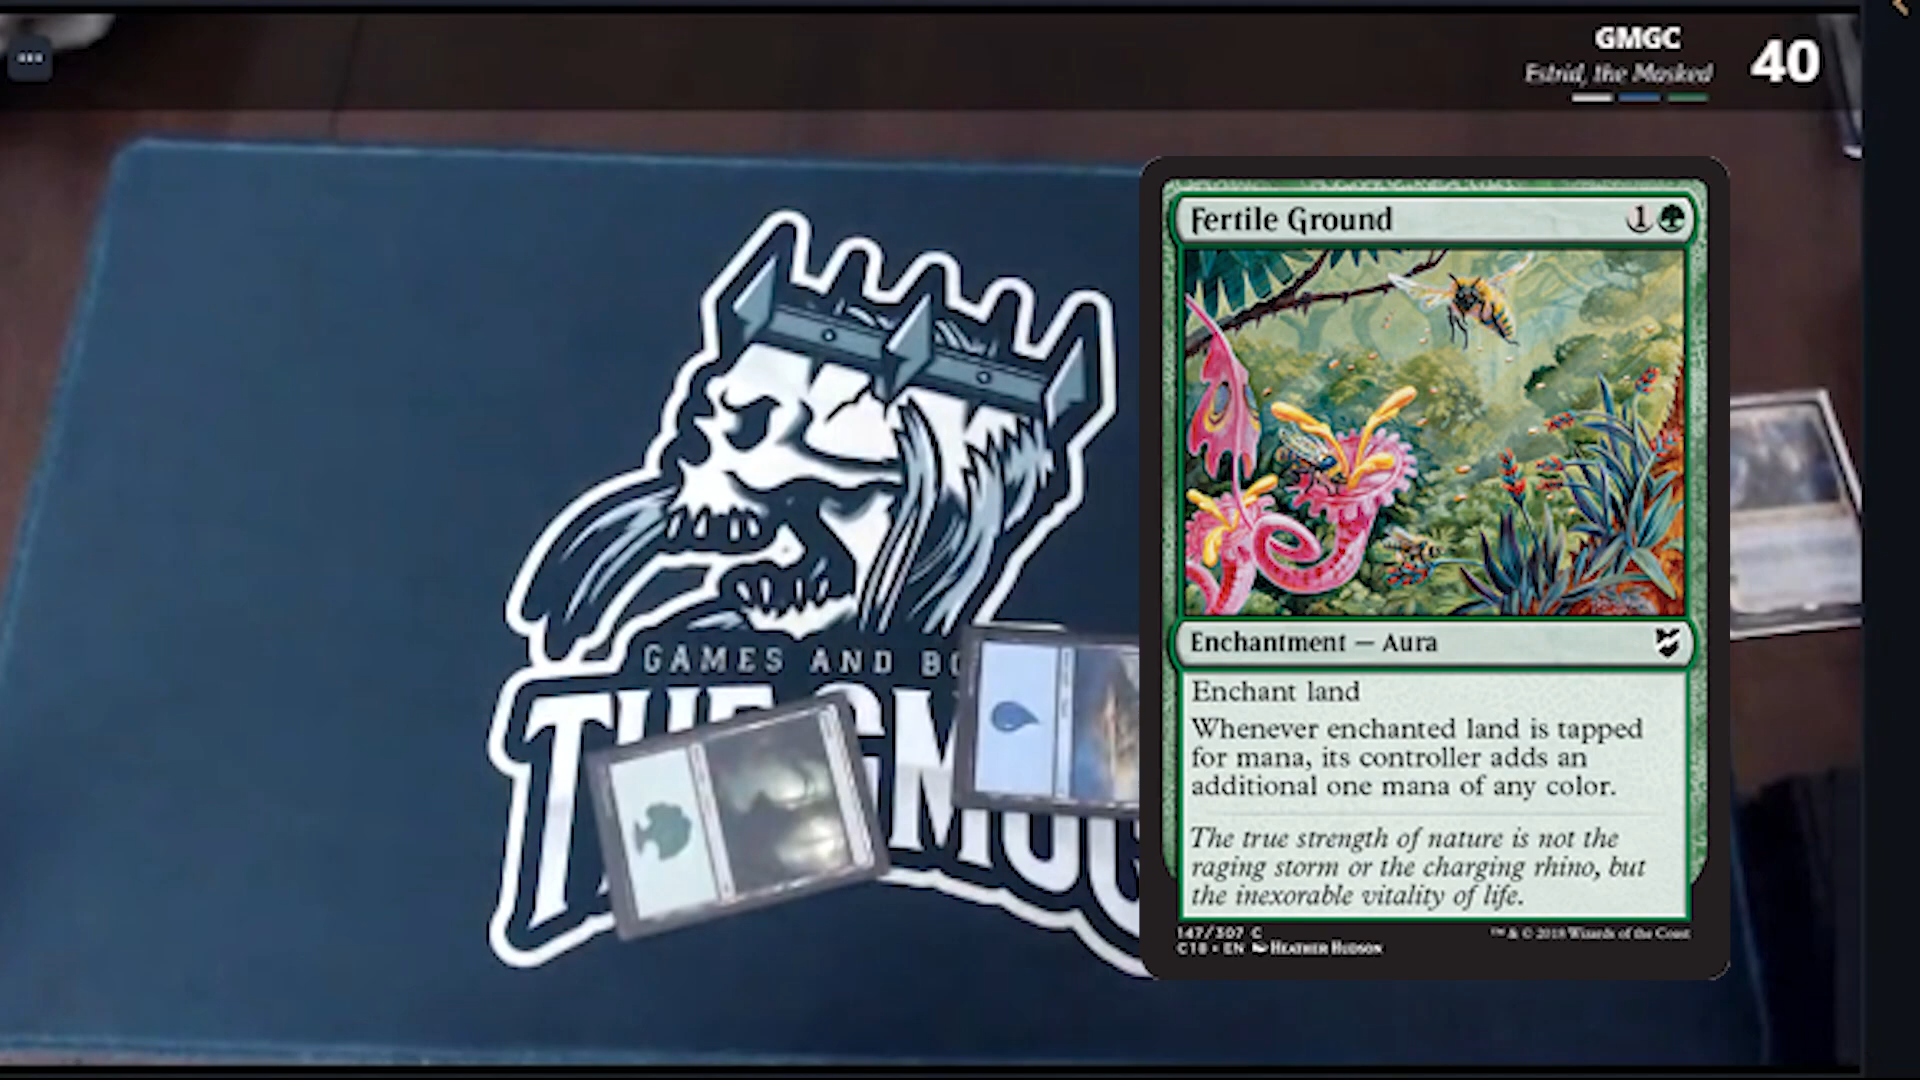 GMGC
Estrid, the Masked
40
Fertile Ground
1
GAMES AND
THE GMGC
Enchantment — Aura
Enchant land
Whenever enchanted land is tapped
for mana, its controller adds an
additional one mana of any color.
The true strength of nature is not the
raging storm or the charging rhino, but
the inexorable vitality of life.
147/307 C
C18 • EN HEATHER HUDSON
™ & © 2018 Wizards of the Coast